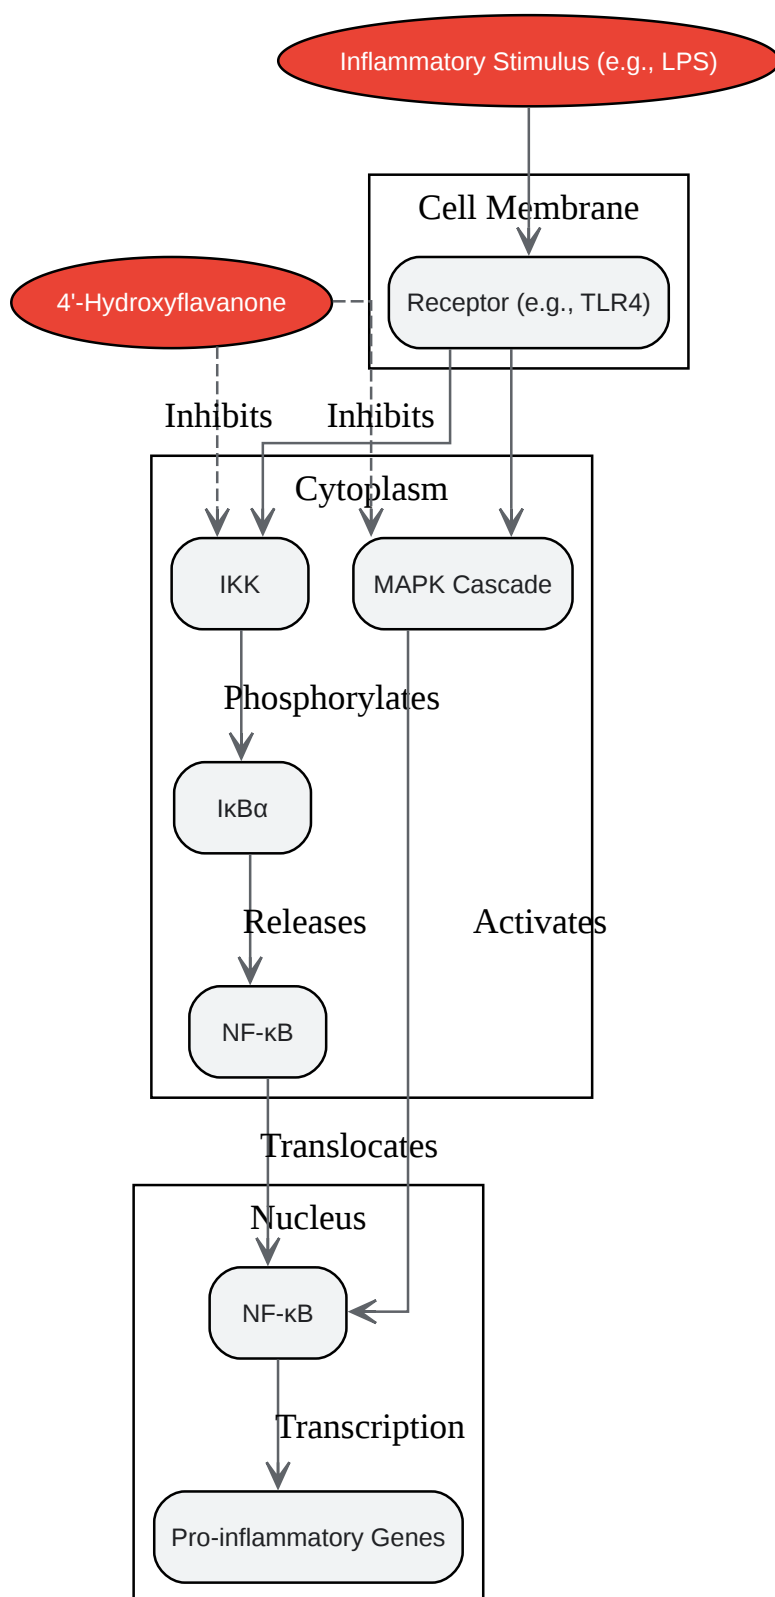 Inflammatory Stimulus (e.g., LPS)
Cell Membrane
4'-Hydroxyflavanone
Receptor (e.g., TLR4)
Inhibits
Inhibits
Cytoplasm
IKK
MAPK Cascade
Phosphorylates
IκBα
Releases
Activates
NF-κB
Translocates
Nucleus
NF-κB
Transcription
Pro-inflammatory Genes